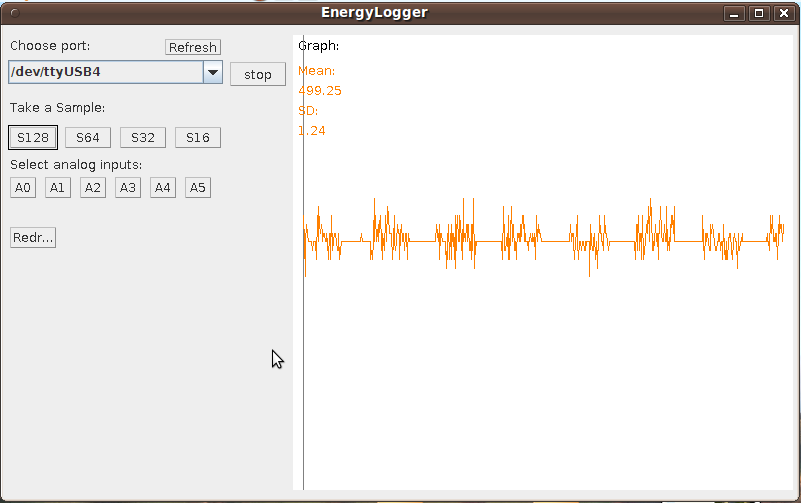 EnergyLogger
Choose port:
Refresh
/dev/ttyUSB4
stop
Take a Sample:
S128 S64 S32 S16
Select analog inputs:
A0 A1 A2 A3 A4 A5
Redr...
Graph:
Mean:
499.25
SD:
1.24